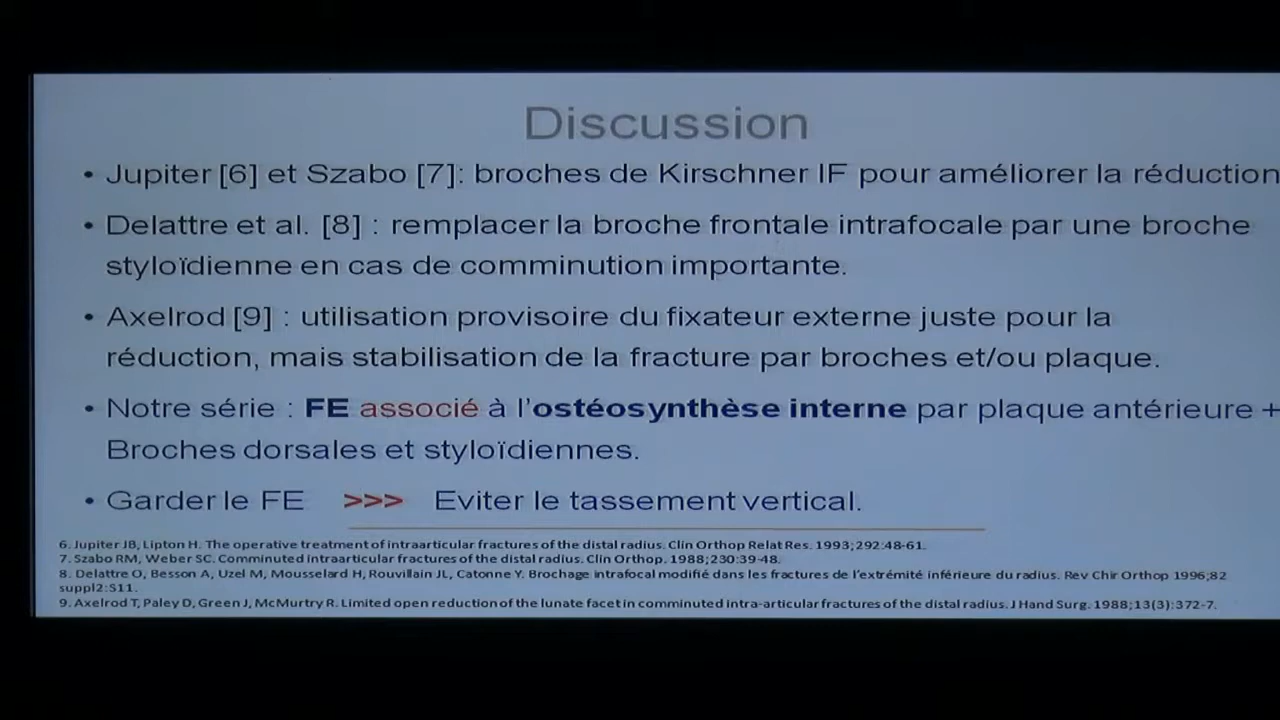 Discussion
• Jupiter [6] et Szabo [7]: broches de Kirschner IF pour améliorer la réduction
• Delattre et al. [8] : remplacer la broche frontale intrafocale par une broche
styloïdienne en cas de comminution importante.
• Axelrod [9] : utilisation provisoire du fixateur externe juste pour la
réduction, mais stabilisation de la fracture par broches et/ou plaque.
• Notre série : FE associé à l’ostéosynthèse interne par plaque antérieure +
Broches dorsales et styloïdiennes.
• Garder le FE >>> Eviter le tassement vertical.
6. Jupiter JB, Lipton H. The operative treatment of intraarticular fractures of the distal radius. Clin Orthop Relat Res. 1993;292:48-61.
7. Szabo RM, Weber SC. Comminuted intraarticular fractures of the distal radius. Clin Orthop. 1988;230:39-48.
8. Delattre O, Besson A, Uzel M, Mousselard H, Rouvillain JL, Catonne Y. Brochage intrafocal modifié dans les fractures de l’extrémité inférieure du radius. Rev Chir Orthop 1996;82
suppl2:S11.
9. Axelrod T, Paley D, Green J, McMurtry R. Limited open reduction of the lunate facet in comminuted intra-articular fractures of the distal radius. J Hand Surg. 1988;13(3):372-7.